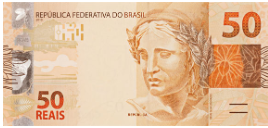 REPÚBLICA FEDERATIVA DO BRASIL
50
50
REAIS